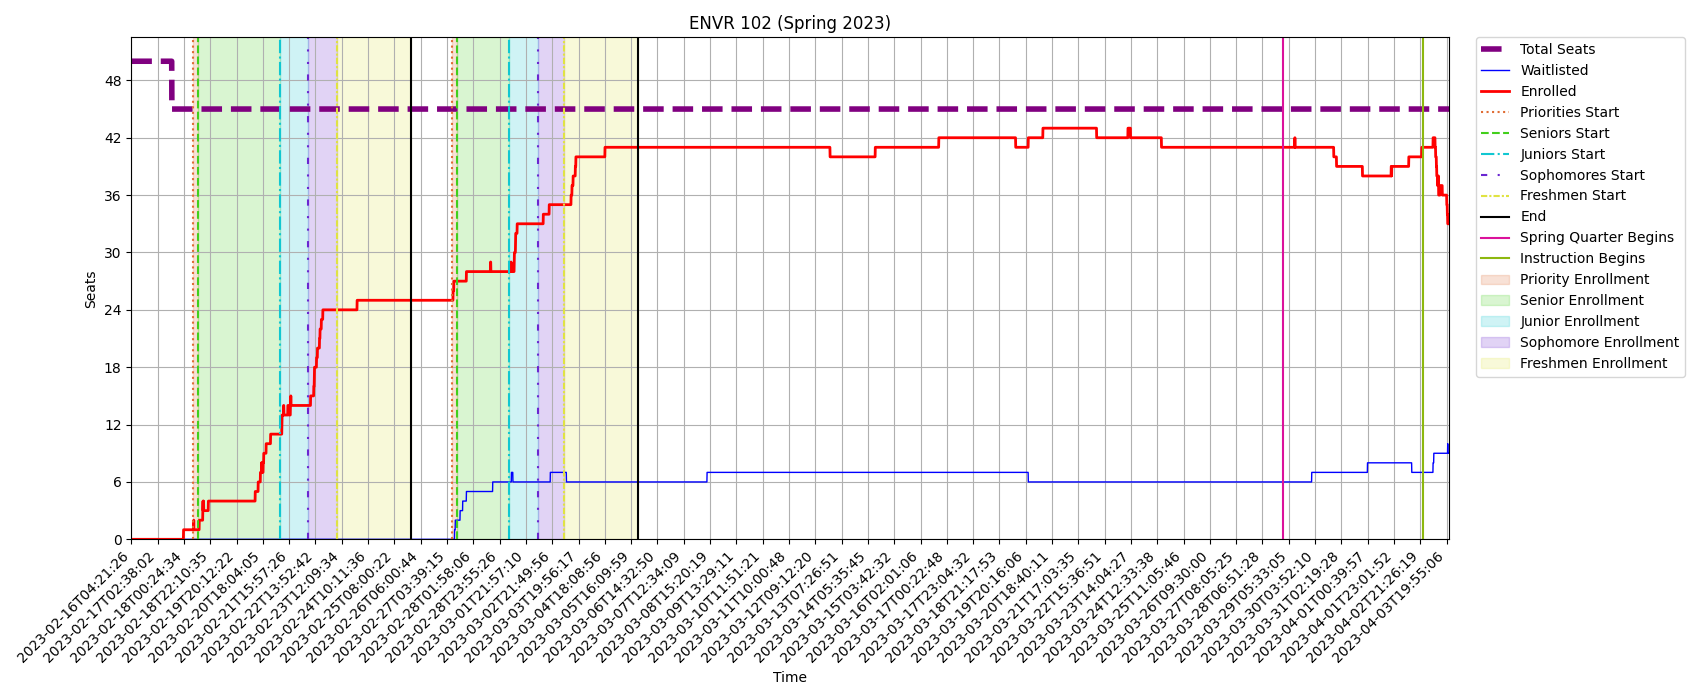 ENVR 102 (Spring 2023)
Seats
48
42
36
30
24
18
12
6
0
2023-02-16T04:21:26
2023-02-17T02:38:02
2023-02-18T00:24:34
2023-02-18T22:10:35
2023-02-19T20:12:22
2023-02-20T18:04:05
2023-02-21T15:57:28
2023-02-22T13:52:42
2023-02-23T12:09:34
2023-02-24T10:11:36
2023-02-25T08:00:22
2023-02-26T06:00:44
2023-02-27T03:39:15
2023-02-28T01:58:06
2023-02-28T23:55:28
2023-03-01T21:57:10
2023-03-02T21:49:56
2023-03-03T19:56:17
2023-03-04T18:08:56
2023-03-05T16:09:59
2023-03-06T14:32:50
2023-03-07T12:34:09
2023-03-08T15:20:19
2023-03-09T13:29:11
2023-03-10T11:51:21
2023-03-11T10:00:48
2023-03-12T09:12:20
2023-03-13T07:26:51
2023-03-14T05:35:45
2023-03-15T03:42:32
2023-03-16T02:01:06
2023-03-17T00:22:48
2023-03-17T23:04:32
2023-03-18T21:17:53
2023-03-19T20:16:06
2023-03-20T18:40:11
2023-03-21T17:03:35
2023-03-22T15:36:51
2023-03-23T14:04:27
2023-03-24T12:33:38
2023-03-25T11:05:46
2023-03-26T09:30:00
2023-03-27T08:05:25
2023-03-28T06:51:28
2023-03-29T05:33:05
2023-03-30T03:52:10
2023-03-31T02:19:28
2023-04-01T00:39:57
2023-04-01T23:01:52
2023-04-02T21:26:19
2023-04-03T19:55:06
Time
Total Seats
Waitlisted
Enrolled
Priorities Start
Seniors Start
Juniors Start
Sophomores Start
Freshmen Start
End
Spring Quarter Begins
Instruction Begins
Priority Enrollment
Senior Enrollment
Junior Enrollment
Sophomore Enrollment
Freshmen Enrollment